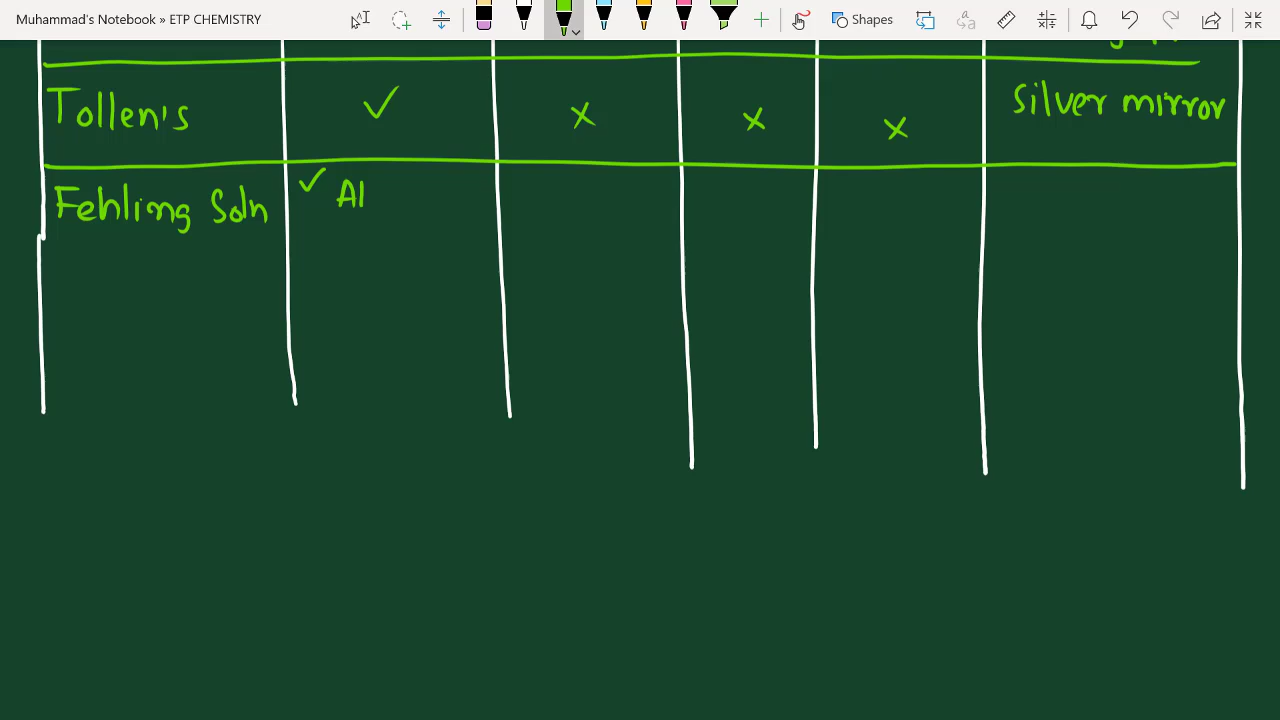 Muhammad's Notebook » ETP CHEMISTRY
Shapes
Tollen's ✓ x x x Silver mirror
Fehling Soln ✓ Al